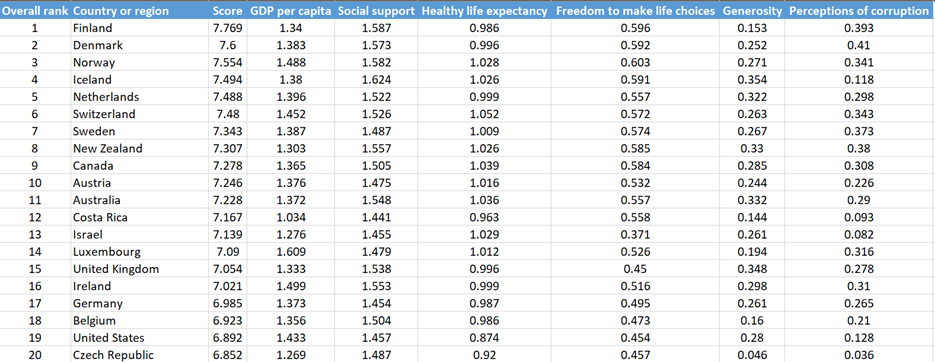 Overall rank Country or region Score GDP per capita Social support Healthy life expectancy Freedom to make life choices Generosity Perceptions of corruption
1 Finland 7.769 1.34 1.587 0.986 0.596 0.153 0.393
2 Denmark 7.6 1.383 1.573 0.996 0.592 0.252 0.41
3 Norway 7.554 1.488 1.582 1.028 0.603 0.271 0.341
4 Iceland 7.494 1.38 1.624 1.026 0.591 0.354 0.118
5 Netherlands 7.488 1.396 1.522 0.999 0.557 0.322 0.298
6 Switzerland 7.48 1.452 1.526 1.052 0.572 0.263 0.343
7 Sweden 7.343 1.387 1.487 1.009 0.574 0.267 0.373
8 New Zealand 7.307 1.303 1.557 1.026 0.585 0.33 0.38
9 Canada 7.278 1.365 1.505 1.039 0.584 0.285 0.308
10 Austria 7.246 1.376 1.475 1.016 0.532 0.244 0.226
11 Australia 7.228 1.372 1.548 1.036 0.557 0.332 0.29
12 Costa Rica 7.167 1.034 1.441 0.963 0.558 0.144 0.093
13 Israel 7.139 1.276 1.455 1.029 0.371 0.261 0.082
14 Luxembourg 7.09 1.609 1.479 1.012 0.526 0.194 0.316
15 United Kingdom 7.054 1.333 1.538 0.996 0.45 0.348 0.278
16 Ireland 7.021 1.499 1.553 0.999 0.516 0.298 0.31
17 Germany 6.985 1.373 1.454 0.987 0.495 0.261 0.265
18 Belgium 6.923 1.356 1.504 0.986 0.473 0.16 0.21
19 United States 6.892 1.433 1.457 0.874 0.454 0.28 0.128
20 Czech Republic 6.852 1.269 1.487 0.92 0.457 0.046 0.036